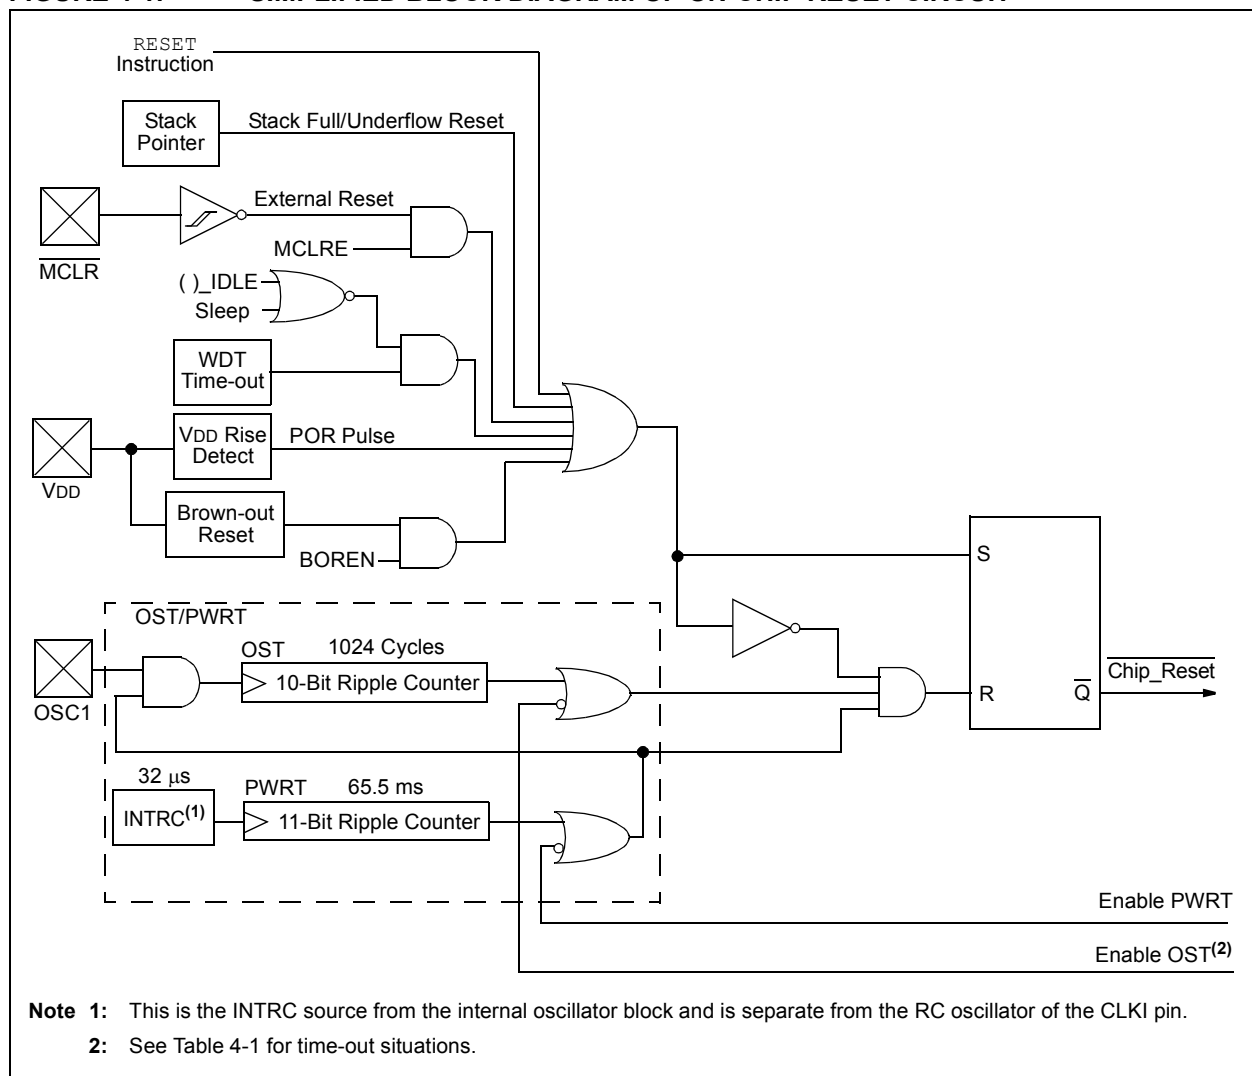 RESET
Instruction
Stack
Pointer
Stack Full/Underflow Reset
External Reset
MCLRE
MCLR
( )_IDLE
Sleep
WDT
Time-out
VDD Rise
Detect
POR Pulse
VDD
Brown-out
Reset
BOREN
S
OST/PWRT
OST
1024 Cycles
10-Bit Ripple Counter
OSC1
Chip_Reset
R
Q
32 μs
INTRC(1)
PWRT
65.5 ms
11-Bit Ripple Counter
Enable PWRT
Enable OST(2)
Note 1: This is the INTRC source from the internal oscillator block and is separate from the RC oscillator of the CLKI pin.
2: See Table 4-1 for time-out situations.